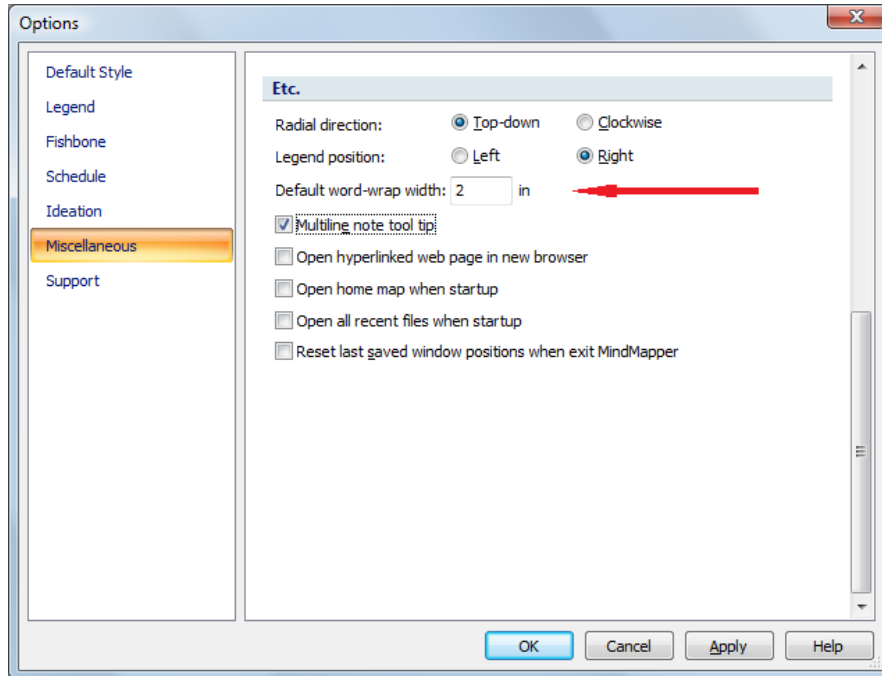 Options
Default Style
Legend
Fishbone
Schedule
Ideation
Miscellaneous
Support
Etc.
Radial direction: Top-down Clockwise
Legend position: Left Right
Default word-wrap width: 2 in
Multiline note tool tip
Open hyperlinked web page in new browser
Open home map when startup
Open all recent files when startup
Reset last saved window positions when exit MindMapper
OK Cancel Apply Help